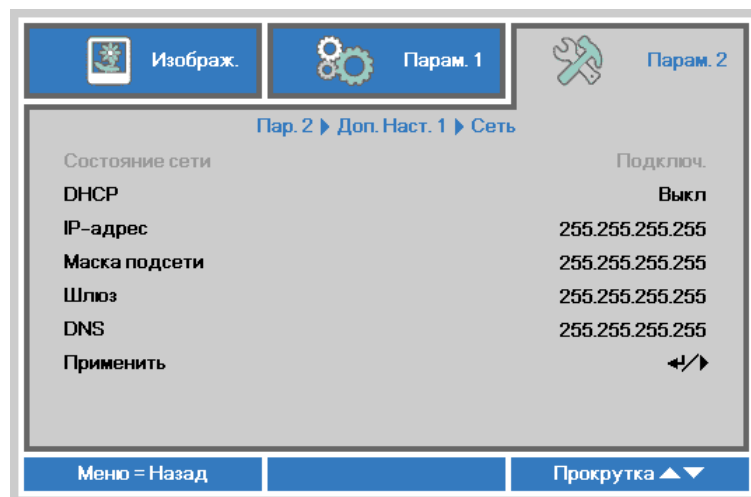 Изображ. Парам. 1 Парам. 2
Пар. 2 ▶ Доп. Наст. 1 ▶ Сеть
Состояние сети Подключ.
DHCP Выкл
IP-адрес 255.255.255.255
Маска подсети 255.255.255.255
Шлюз 255.255.255.255
DNS 255.255.255.255
Применить ↵/▶
Меню = Назад Прокрутка ▲▼